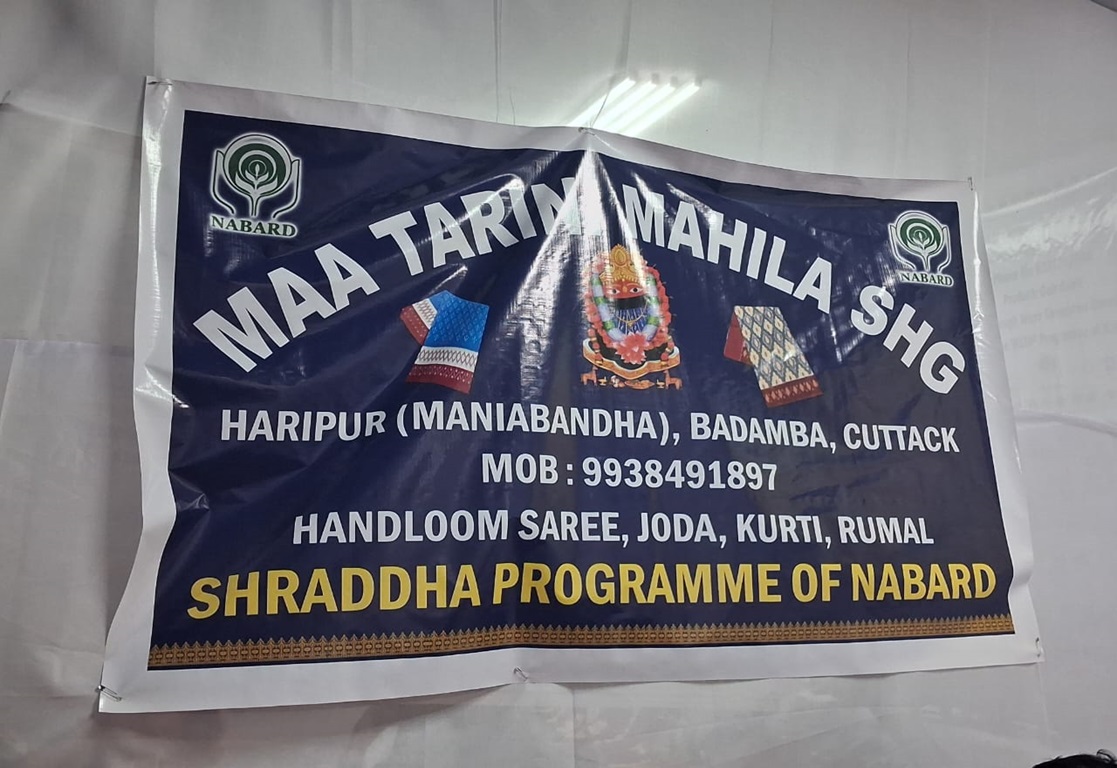 NABARD
NABARD
MAA TARINI MAHILA SHG
HARIPUR (MANIABANDHA), BADAMBA, CUTTACK
MOB : 9938491897
HANDLOOM SAREE, JODA, KURTI, RUMAL
SHRADDHA PROGRAMME OF NABARD